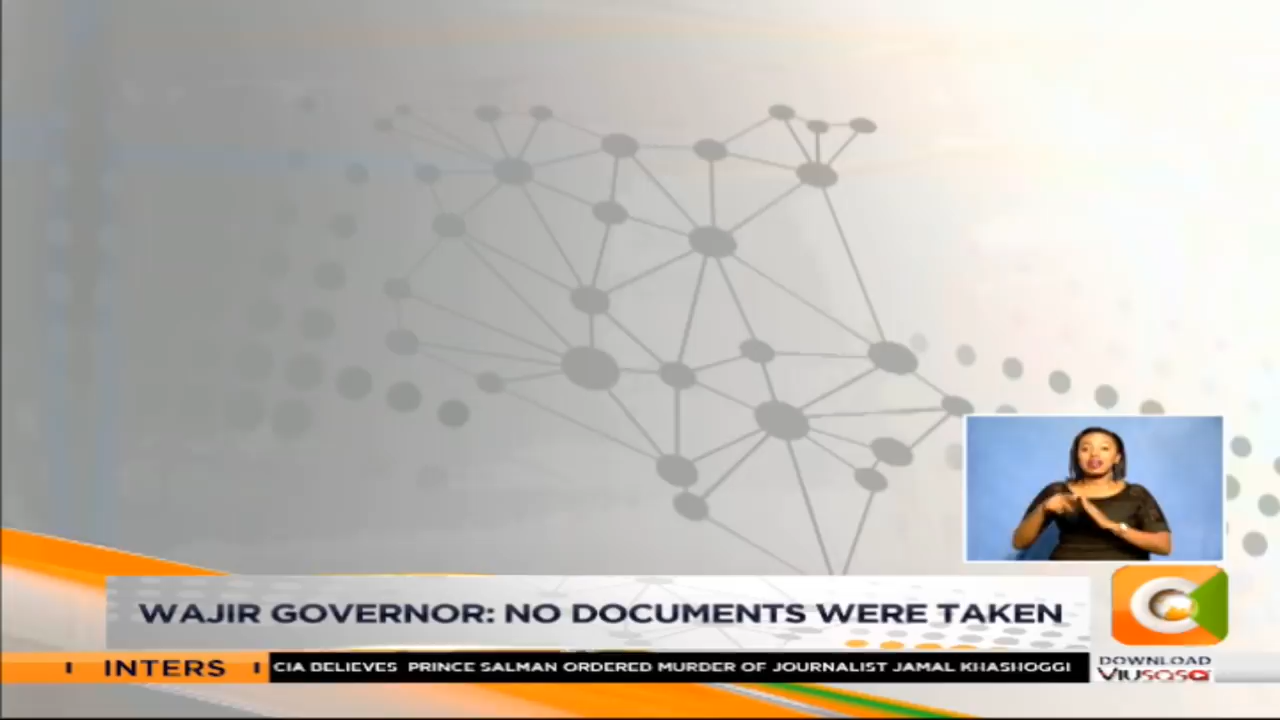 WAJIR GOVERNOR: NO DOCUMENTS WERE TAKEN
INTERS
CIA BELIEVES PRINCE SALMAN ORDERED MURDER OF JOURNALIST JAMAL KHASHOGGI
DOWNLOAD
VIUSASA